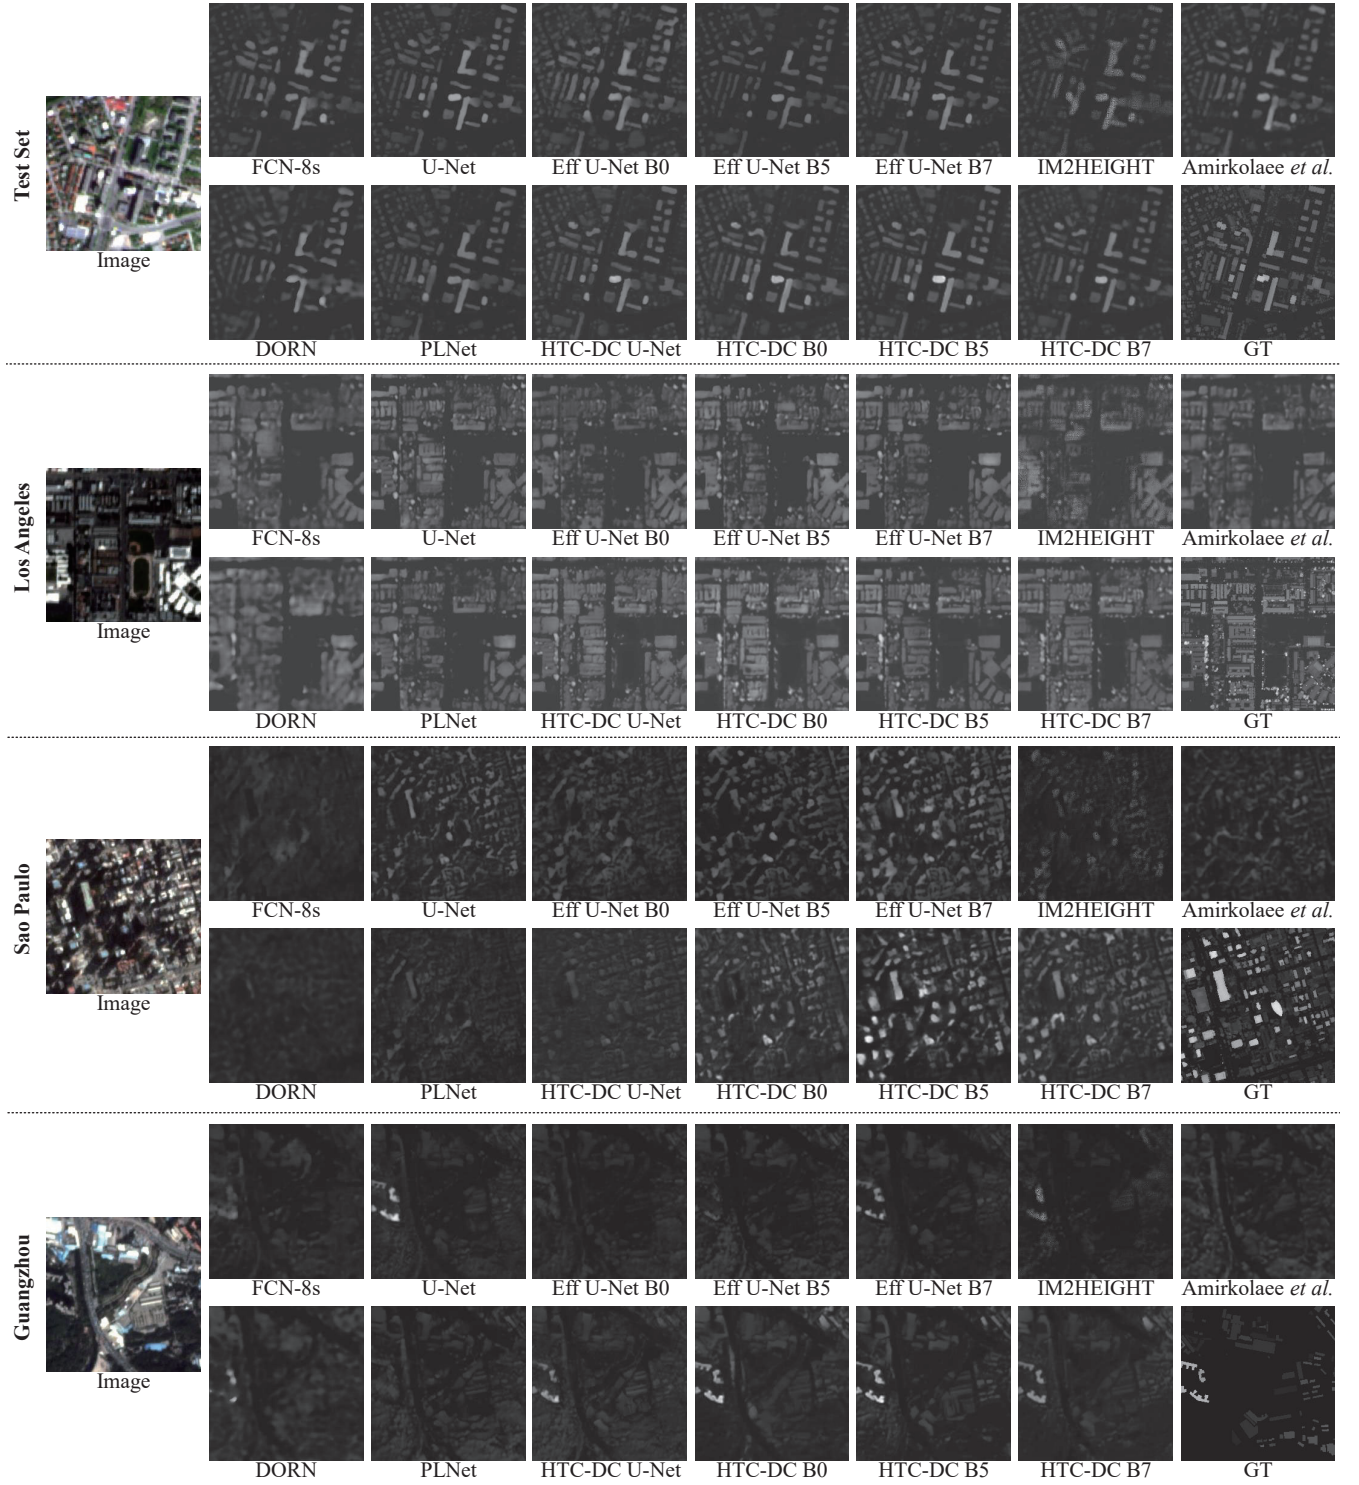 Test Set
FCN-8s U-Net Eff U-Net B0 Eff U-Net B5 Eff U-Net B7 IM2HEIGHT Amirkolaee et al.
Image
DORN PLNet HTC-DC U-Net HTC-DC B0 HTC-DC B5 HTC-DC B7 GT
Los Angeles
FCN-8s U-Net Eff U-Net B0 Eff U-Net B5 Eff U-Net B7 IM2HEIGHT Amirkolaee et al.
Image
DORN PLNet HTC-DC U-Net HTC-DC B0 HTC-DC B5 HTC-DC B7 GT
Sao Paulo
FCN-8s U-Net Eff U-Net B0 Eff U-Net B5 Eff U-Net B7 IM2HEIGHT Amirkolaee et al.
Image
DORN PLNet HTC-DC U-Net HTC-DC B0 HTC-DC B5 HTC-DC B7 GT
Guangzhou
FCN-8s U-Net Eff U-Net B0 Eff U-Net B5 Eff U-Net B7 IM2HEIGHT Amirkolaee et al.
Image
DORN PLNet HTC-DC U-Net HTC-DC B0 HTC-DC B5 HTC-DC B7 GT